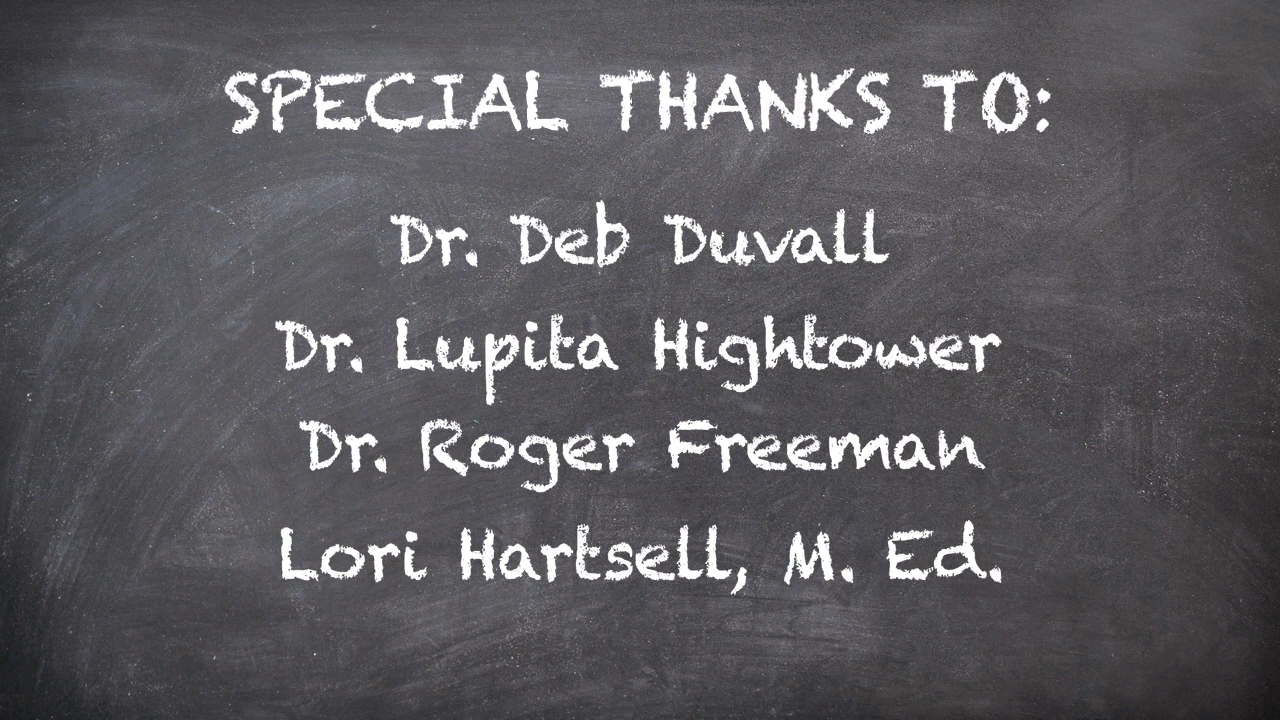 SPECIAL THANKS TO:
Dr. Deb Duvall
Dr. Lupita Hightower
Dr. Roger Freeman
Lori Hartsell, M. Ed.